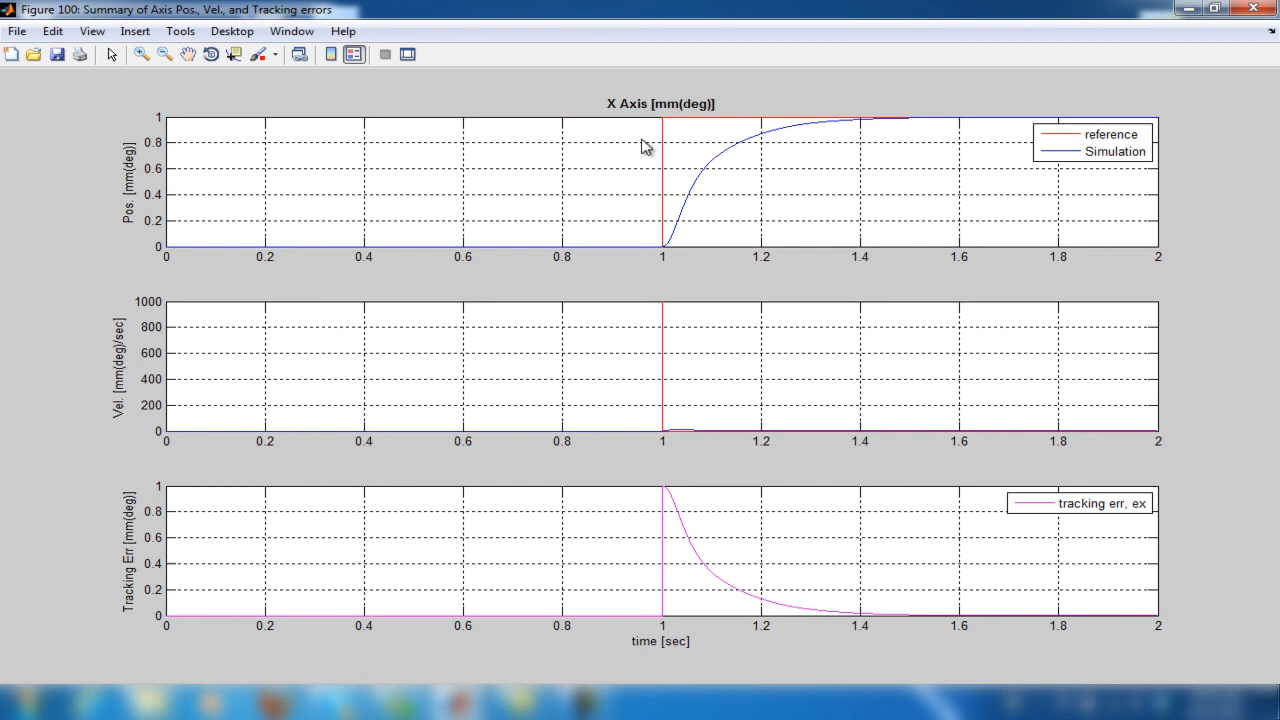 Figure 100: Summary of Axis Pos., Vel., and Tracking errors
File Edit View Insert Tools Desktop Window Help
X Axis [mm(deg)]
Pos. [mm(deg)]
1
0.8
0.6
0.4
0.2
0
0 0.2 0.4 0.6 0.8 1 1.2 1.4 1.6 1.8 2
reference
Simulation
Vel. [mm(deg)/sec]
1000
800
600
400
200
0
0 0.2 0.4 0.6 0.8 1 1.2 1.4 1.6 1.8 2
Tracking Err [mm(deg)]
1
0.8
0.6
0.4
0.2
0
0 0.2 0.4 0.6 0.8 1 1.2 1.4 1.6 1.8 2
tracking err, ex
time [sec]